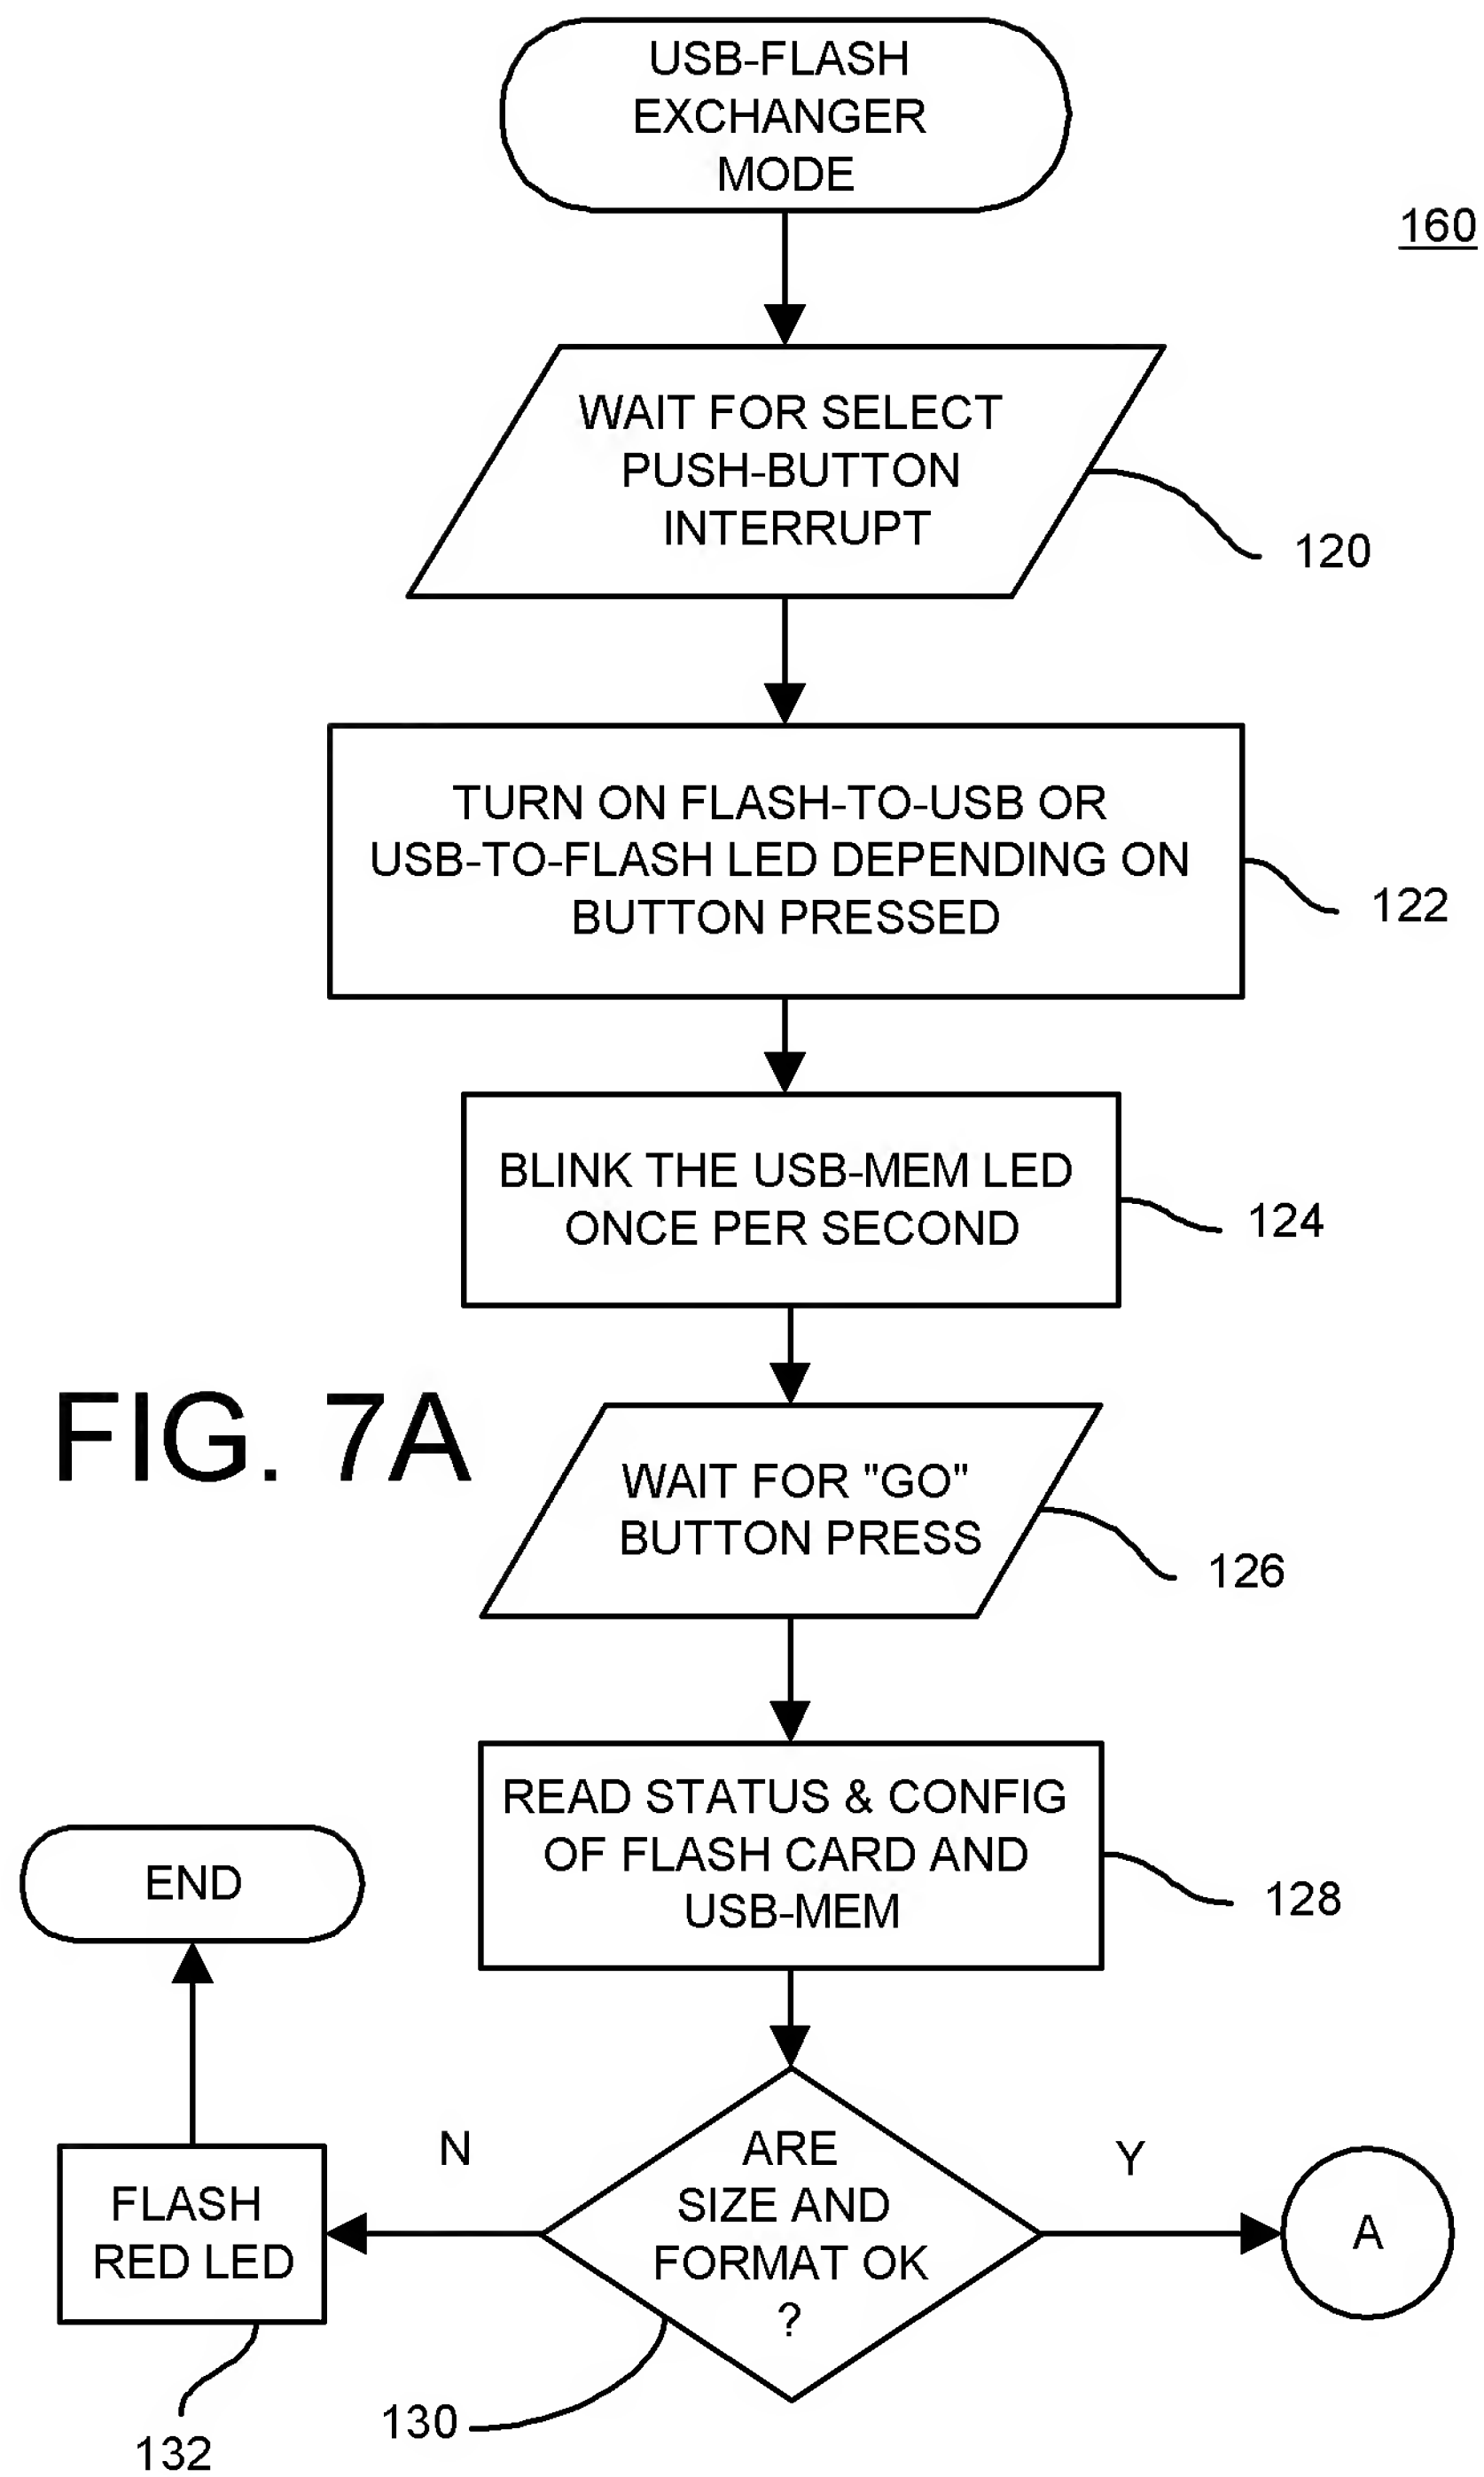 USB-FLASH
EXCHANGER
MODE
160
WAIT FOR SELECT
PUSH-BUTTON
INTERRUPT
120
TURN ON FLASH-TO-USB OR
USB-TO-FLASH LED DEPENDING ON
BUTTON PRESSED
122
BLINK THE USB-MEM LED
ONCE PER SECOND
124
FIG. 7A
WAIT FOR "GO"
BUTTON PRESS
126
READ STATUS & CONFIG
OF FLASH CARD AND
USB-MEM
128
END
N
ARE
SIZE AND
FORMAT OK
?
Y
A
FLASH
RED LED
130
132